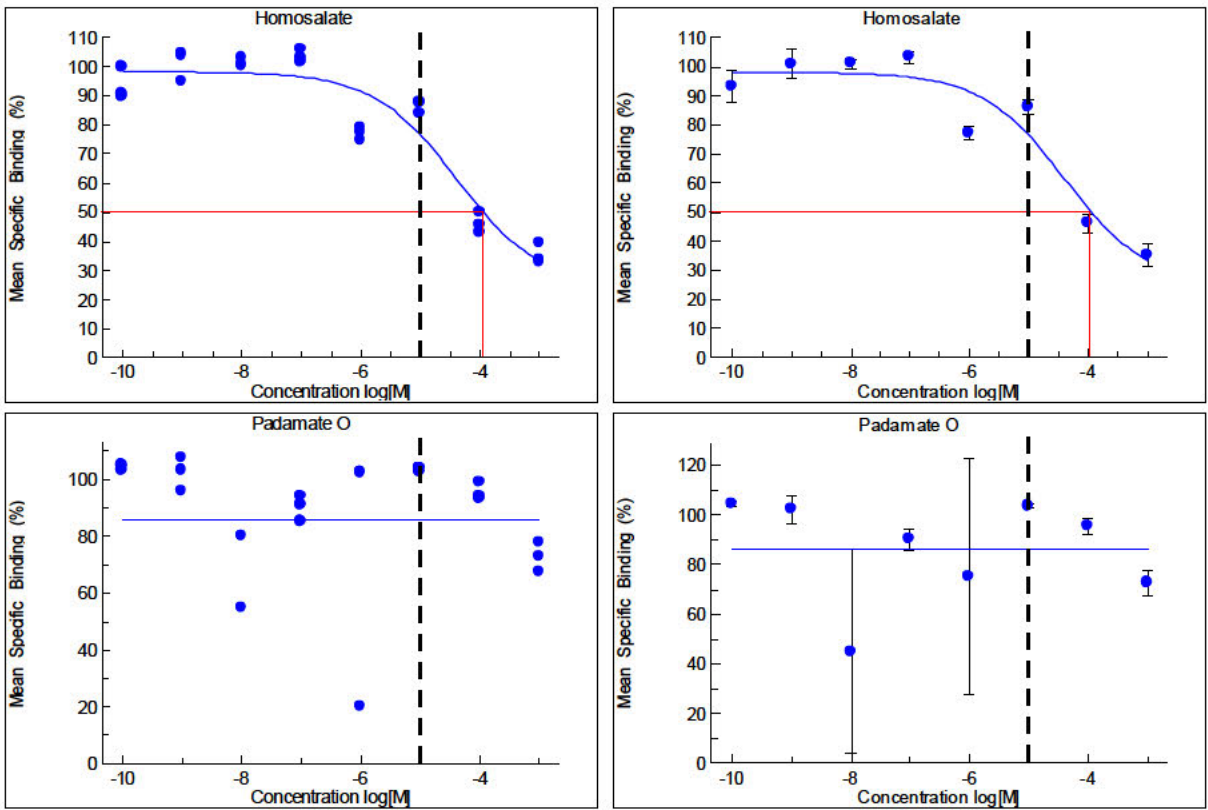 Homosalate
110
100
90
80
70
60
50
40
30
20
10
0
Mean Specific Binding (%)
-10 -8 -6 -4
Concentration log[M]
Homosalate
110
100
90
80
70
60
50
40
30
20
10
0
Mean Specific Binding (%)
-10 -8 -6 -4
Concentration log[M]
Padamate O
100
80
60
40
20
0
Mean Specific Binding (%)
-10 -8 -6 -4
Concentration log[M]
Padamate O
120
100
80
60
40
20
0
Mean Specific Binding (%)
-10 -8 -6 -4
Concentration log[M]